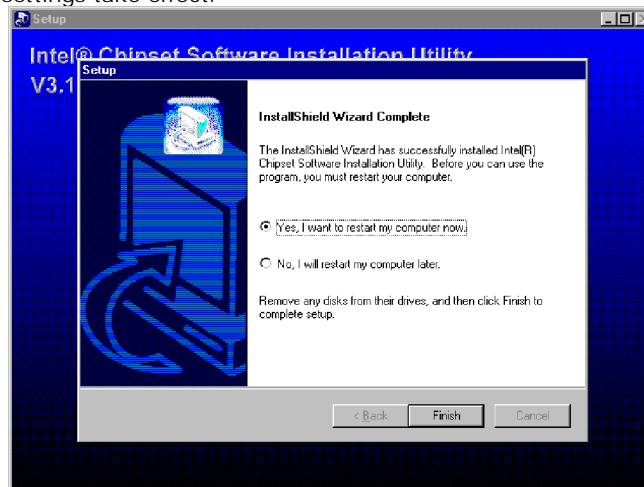 settings take effect.
Setup
Intel® Chipset Software Installation Utility
V3.1
Setup
InstallShield Wizard Complete
The InstallShield Wizard has successfully installed Intel(R)
Chipset Software Installation Utility. Before you can use the
program, you must restart your computer.
Yes, I want to restart my computer now.
No, I will restart my computer later.
Remove any disks from their drives, and then click Finish to
complete setup.
< Back
Finish
Cancel